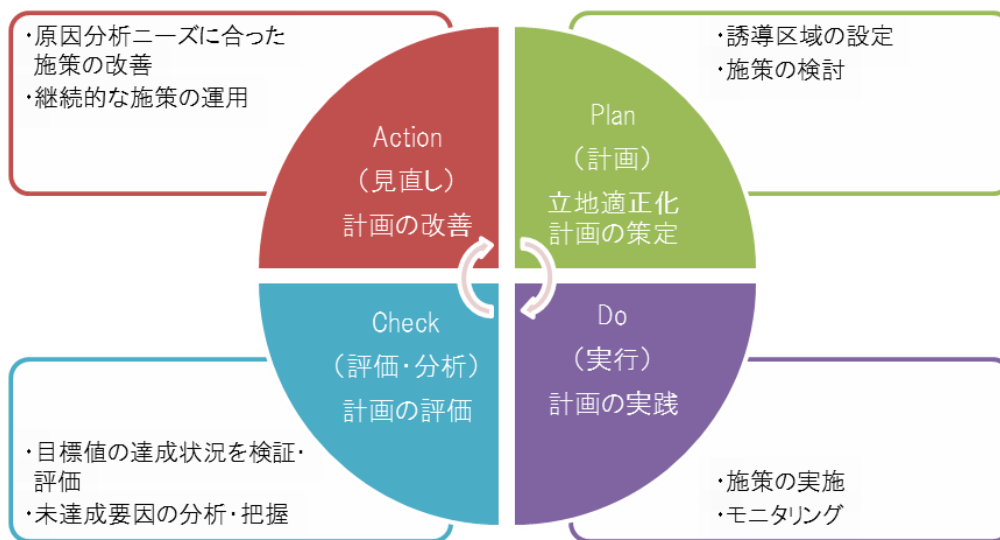 ・原因分析ニーズに合った
施策の改善
・継続的な施策の運用
Action
（見直し）
計画の改善
・誘導区域の設定
・施策の検討
Plan
（計画）
立地適正化
計画の策定
Check
（評価・分析）
計画の評価
・目標値の達成状況を検証・
評価
・未達成要因の分析・把握
Do
（実行）
計画の実践
・施策の実施
・モニタリング